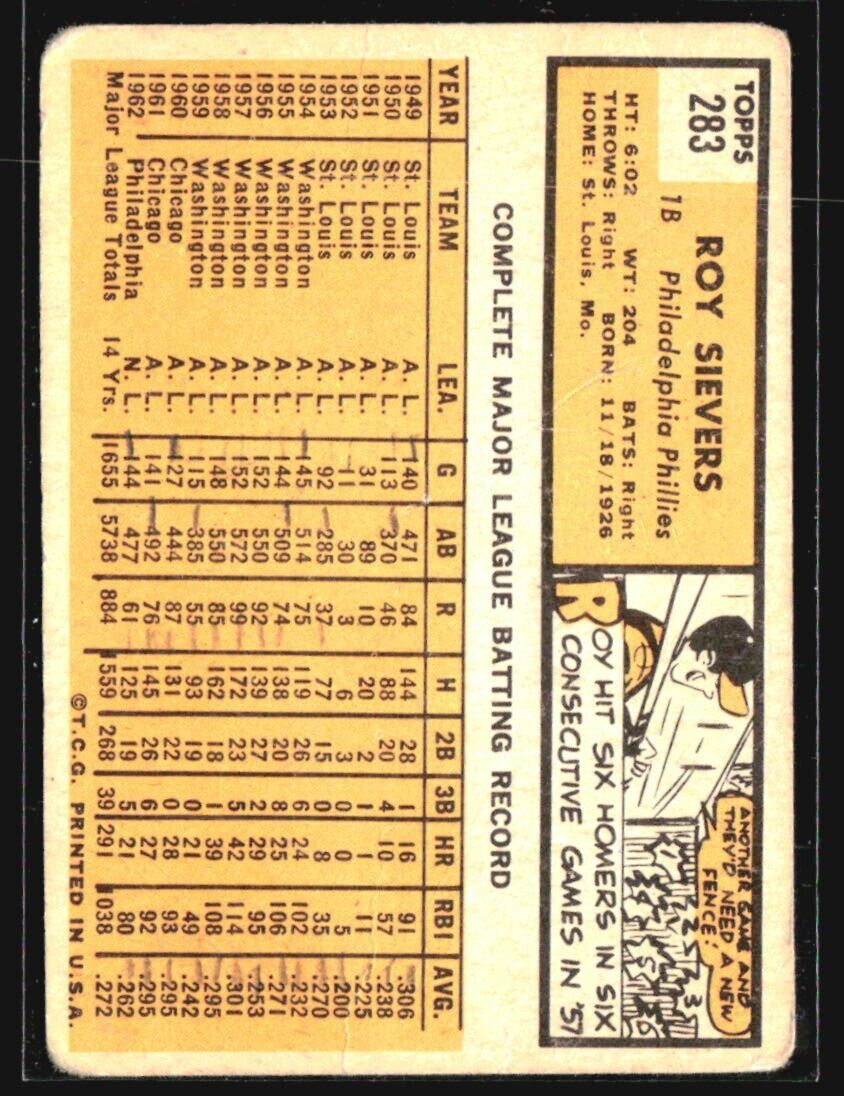 TOPPS
283
ROY SIEVERS
1B Philadelphia Phillies
HT: 6:02 WT: 204 BATS: Right
THROWS: Right BORN: 11/18/1926
HOME: St. Louis, Mo.
ANOTHER GAME AND
THEY'D NEED A NEW
FENCE!
ROY HIT SIX HOMERS IN SIX
CONSECUTIVE GAMES IN '57
COMPLETE MAJOR LEAGUE BATTING RECORD
YEAR TEAM LEA. G AB R H 2B 3B HR RBI AVG.
1949 St. Louis A. L. 140 471 84 144 28 1 16 91 .306
1950 St. Louis A. L. 113 370 46 88 20 4 10 57 .238
1951 St. Louis A. L. 31 89 10 20 2 1 1 11 .225
1952 St. Louis A. L. 11 30 3 6 3 0 0 5 .200
1953 St. Louis A. L. 92 285 37 77 15 0 8 35 .270
1954 Washington A. L. 145 514 75 119 26 6 24 102 .232
1955 Washington A. L. 144 509 74 138 20 8 25 106 .271
1956 Washington A. L. 152 550 92 139 27 2 29 95 .253
1957 Washington A. L. 152 572 99 172 23 5 42 114 .301
1958 Washington A. L. 148 550 85 162 18 1 39 108 .295
1959 Washington A. L. 115 385 55 93 19 0 21 49 .242
1960 Chicago A. L. 127 444 87 131 22 0 28 93 .295
1961 Chicago A. L. 141 492 76 145 26 6 27 92 .295
1962 Philadelphia N. L. 144 477 61 125 19 5 21 80 .262
Major League Totals 14 Yrs. 1655 5738 884 1559 268 39 291 1038 .272
©T.C.G. PRINTED IN U.S.A.